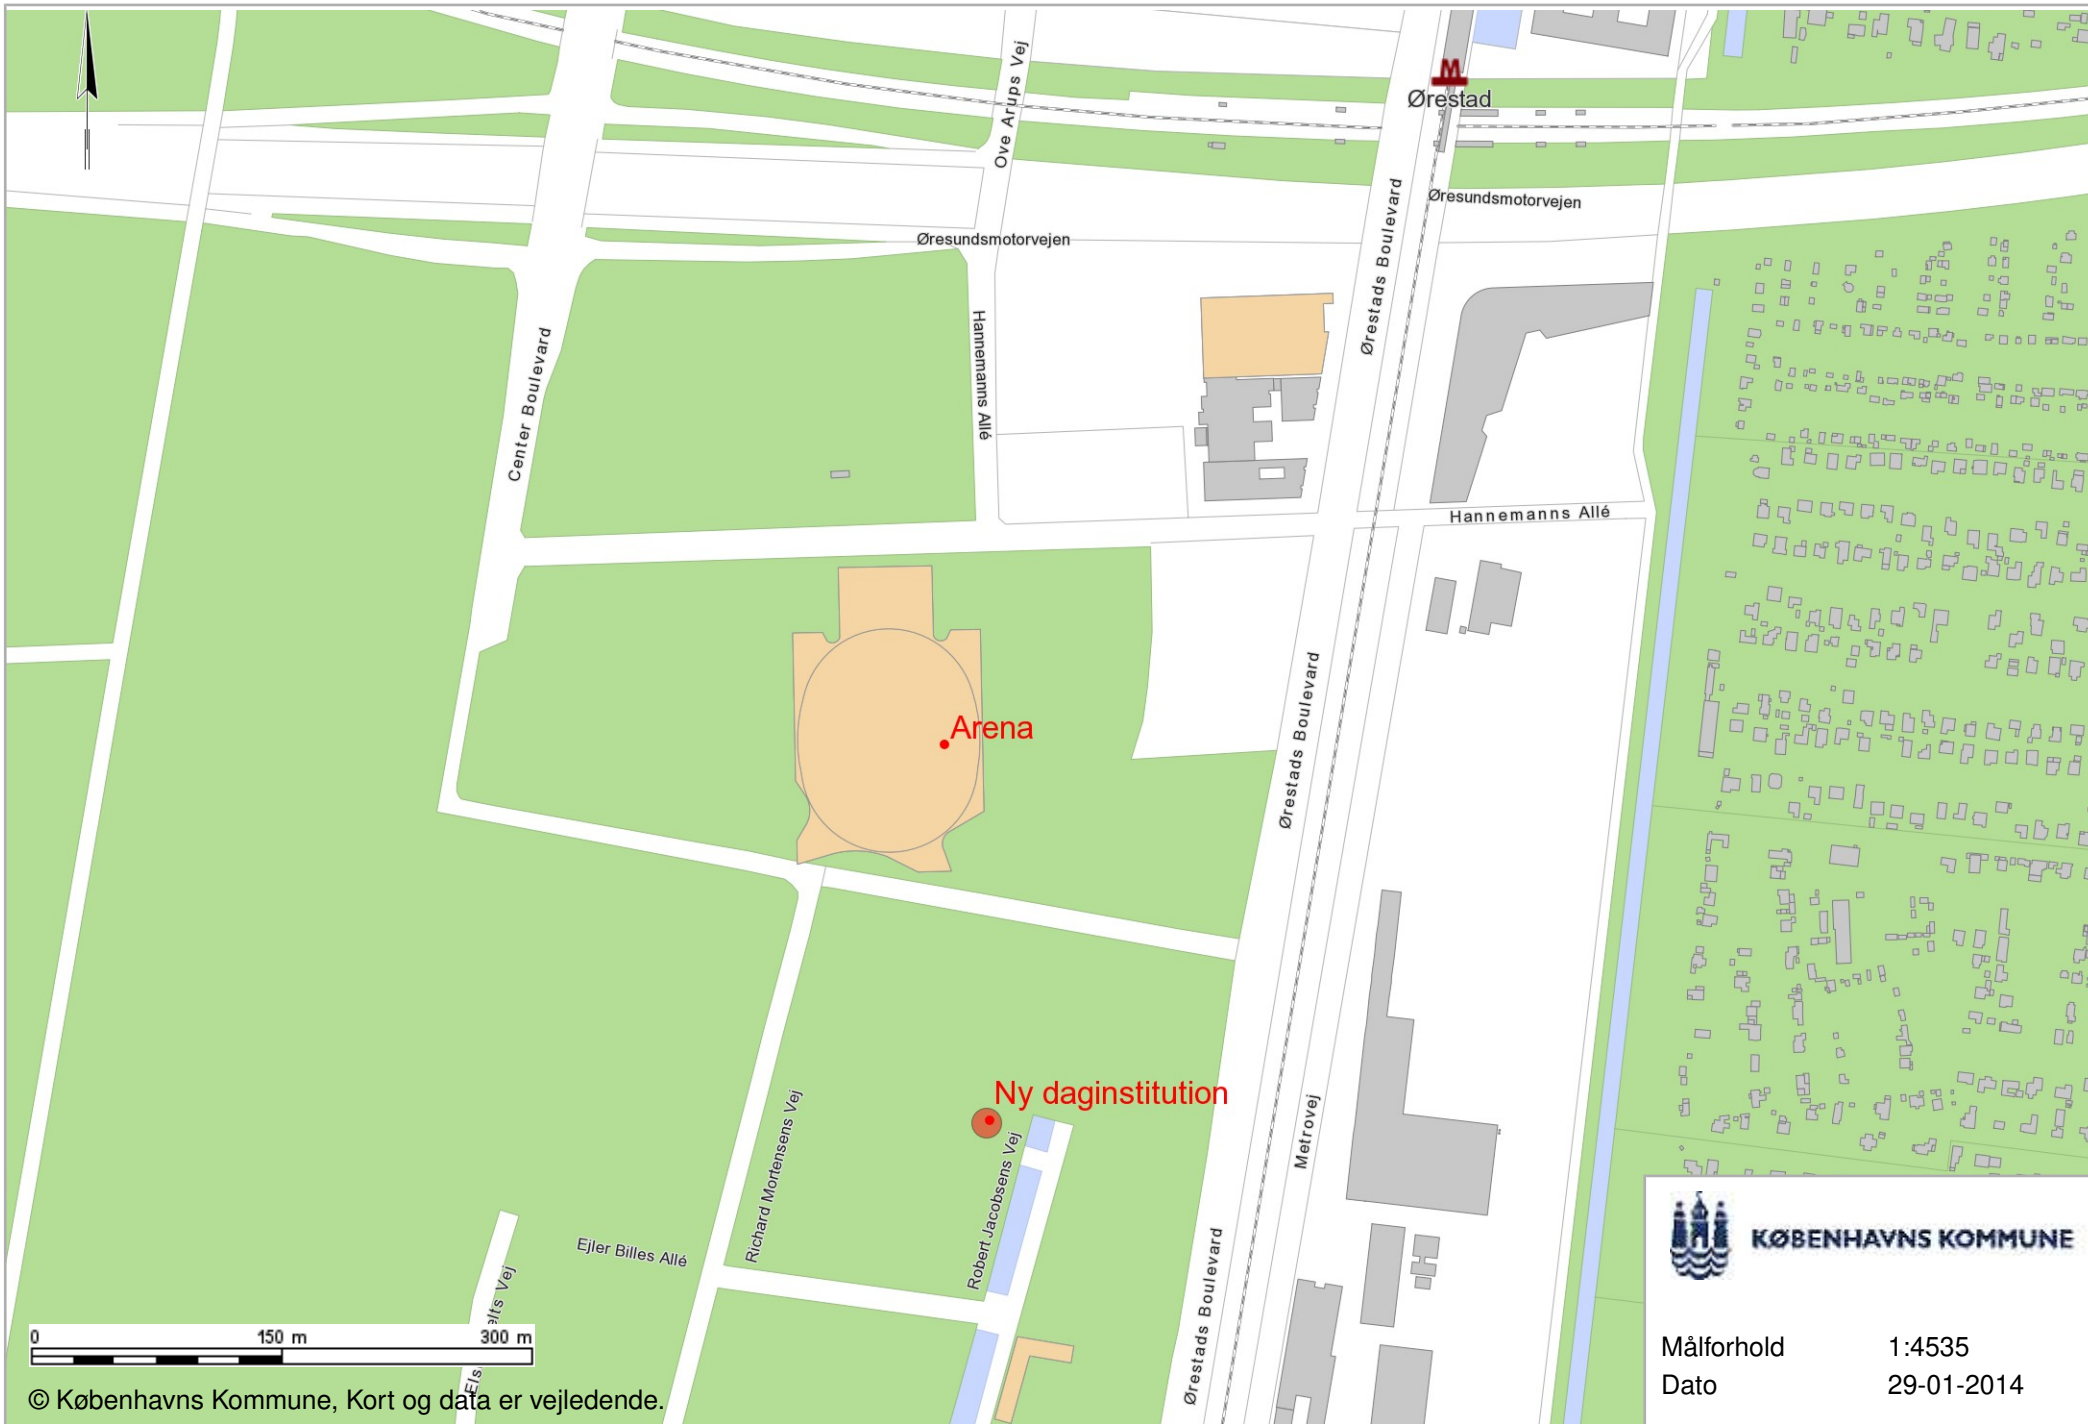 Ove Arups Vej
M
Ørestad
Øresundsmotorvejen
Ørestads Boulevard
Øresundsmotorvejen
Hannemanns Allé
Center Boulevard
Hannemanns Allé
Arena
Ørestads Boulevard
Ny daginstitution
Richard Mortensens Vej
Robert Jacobsens Vej
Metrovej
Ejler Billes Allé
Ørestads Boulevard
Vej
0 150 m 300 m
© Københavns Kommune, Kort og data er vejledende.
KØBENHAVNS KOMMUNE
Målforhold 1:4535
Dato 29-01-2014